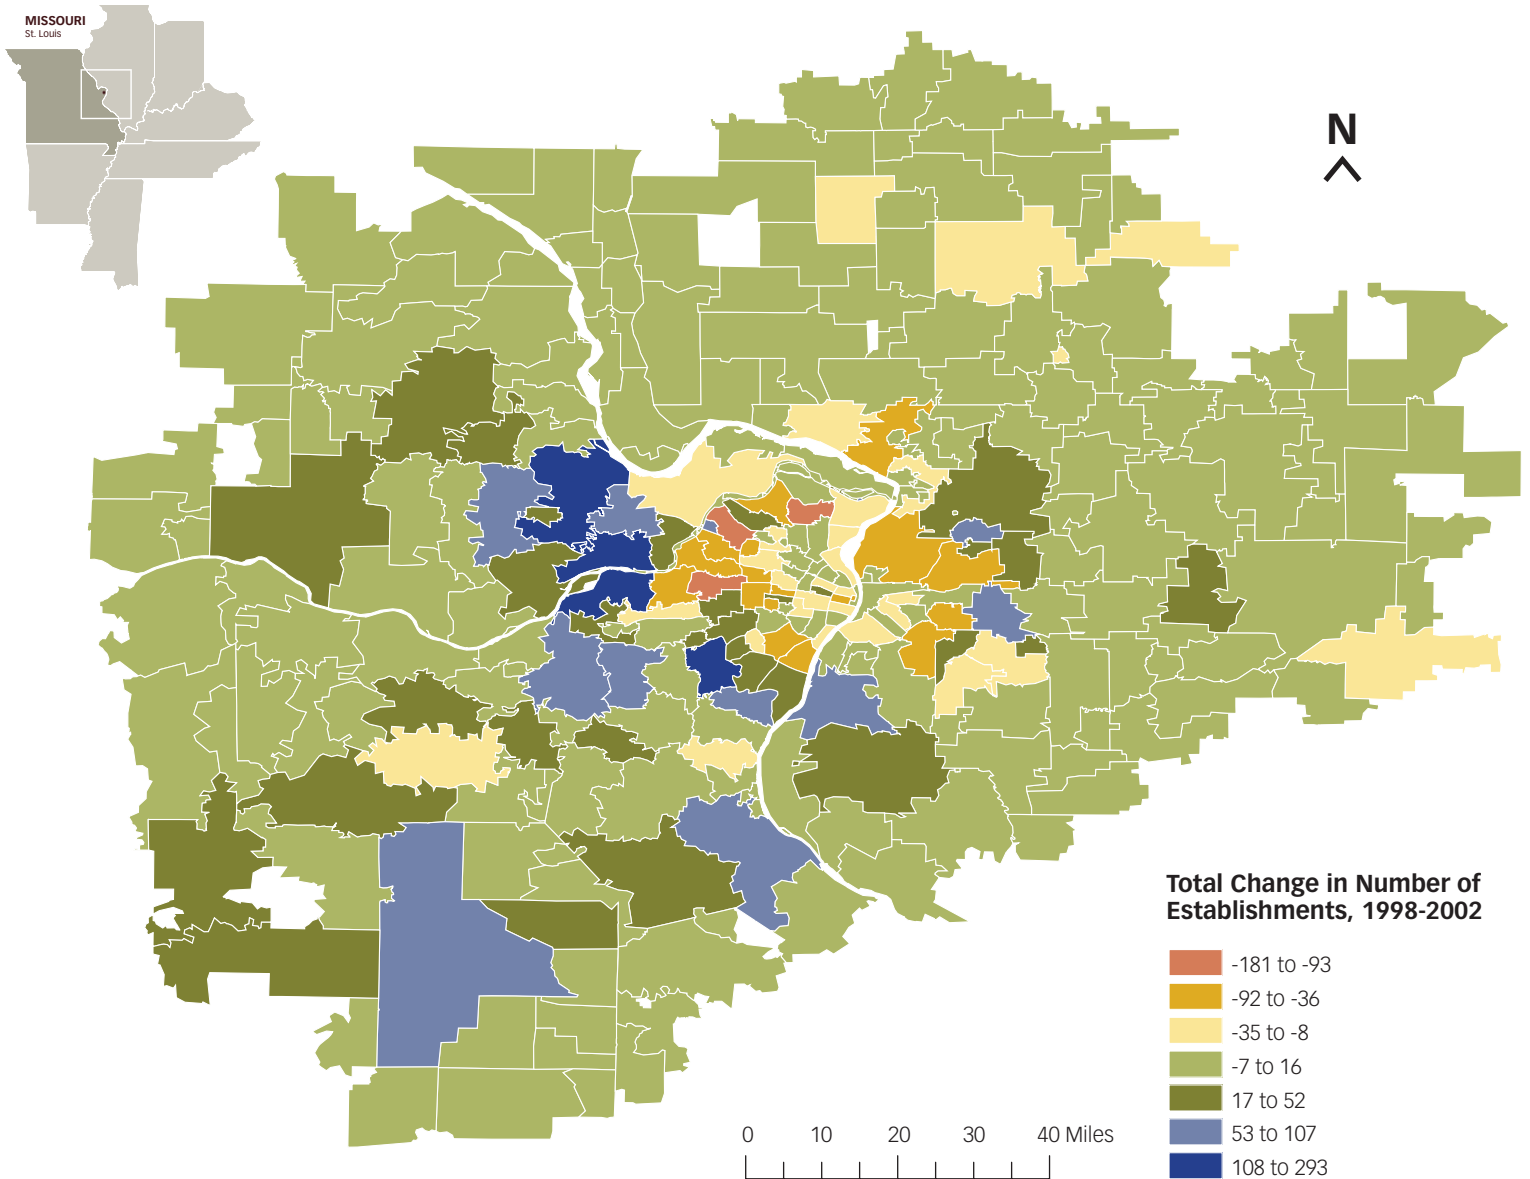 MISSOURI
St. Louis
N
Total Change in Number of
Establishments, 1998-2002
-181 to -93
-92 to -36
-35 to -8
-7 to 16
17 to 52
53 to 107
108 to 293
0 10 20 30 40 Miles